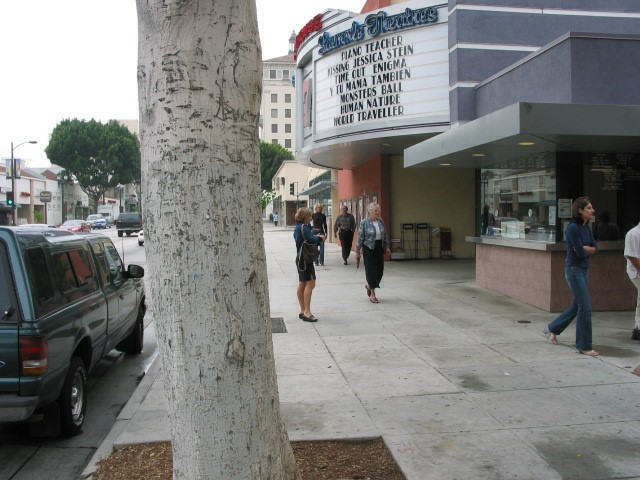 Laemmle Theatres
PIANO TEACHER
KISSING JESSICA STEIN
TIME OUT ENIGMA
Y TU MAMA TAMBIEN
MONSTERS BALL
HUMAN NATURE
WORLD TRAVELLER